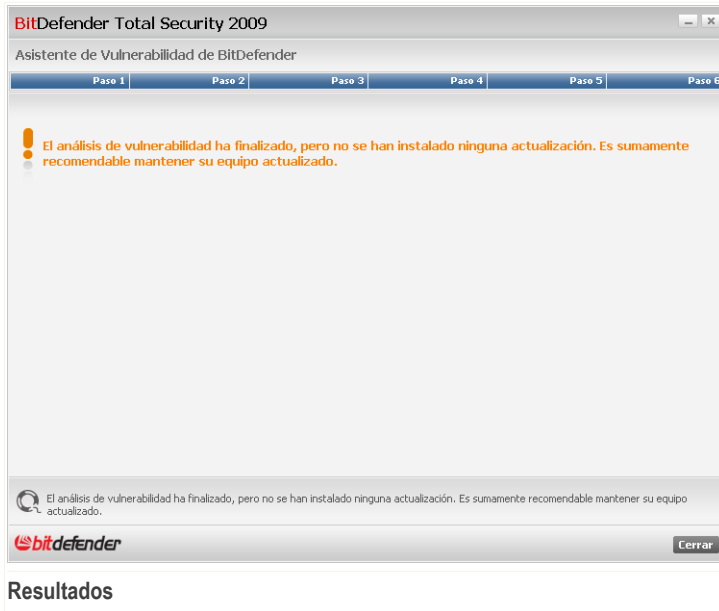 BitDefender Total Security 2009
Asistente de Vulnerabilidad de BitDefender
Paso 1 Paso 2 Paso 3 Paso 4 Paso 5 Paso 6
El análisis de vulnerabilidad ha finalizado, pero no se han instalado ninguna actualización. Es sumamente
recomendable mantener su equipo actualizado.
El análisis de vulnerabilidad ha finalizado, pero no se han instalado ninguna actualización. Es sumamente recomendable mantener su equipo
actualizado.
bitdefender
Cerrar
Resultados